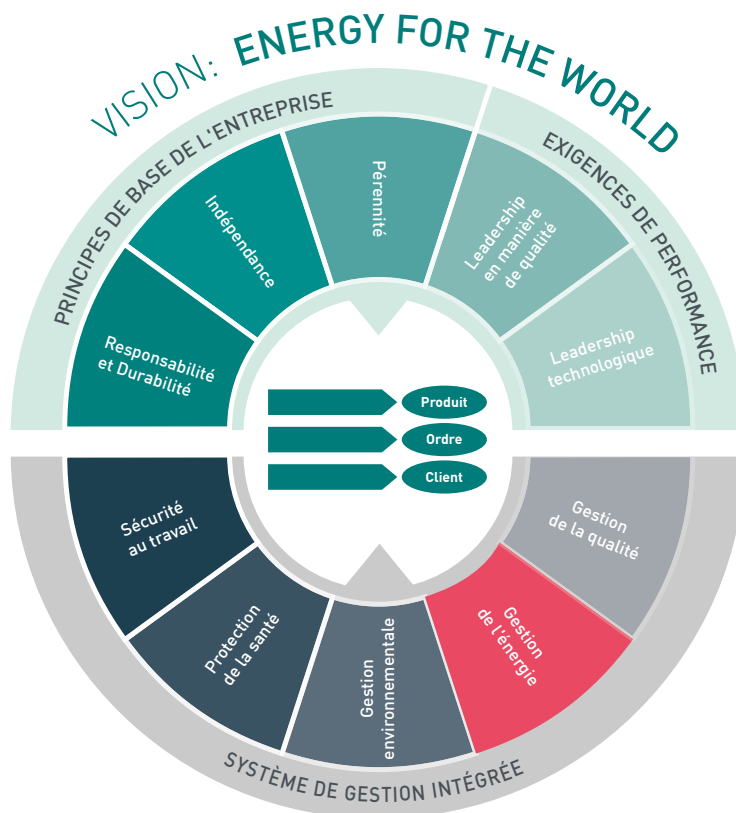 VISION: ENERGY FOR THE WORLD
PRINCIPES DE BASE DE L'ENTREPRISE
EXIGENCES DE PERFORMANCE
Responsabilité
et Durabilité
Indépendance
Pérennité
Leadership
en manière
de qualité
Leadership
technologique
Produit
Ordre
Client
Sécurité
au travail
Protection
de la santé
Gestion
environnementale
Gestion
de l'énergie
Gestion
de la qualité
SYSTÈME DE GESTION INTÉGRÉE